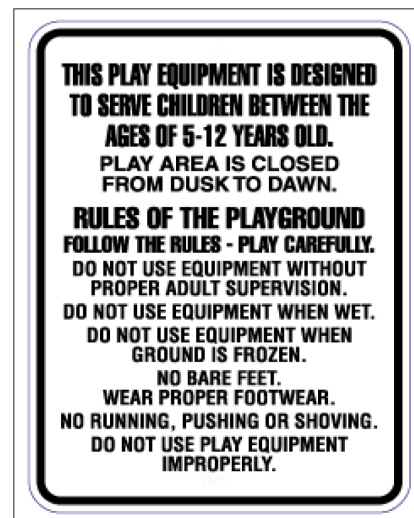 THIS PLAY EQUIPMENT IS DESIGNED
TO SERVE CHILDREN BETWEEN THE
AGES OF 5-12 YEARS OLD.
PLAY AREA IS CLOSED
FROM DUSK TO DAWN.
RULES OF THE PLAYGROUND
FOLLOW THE RULES - PLAY CAREFULLY.
DO NOT USE EQUIPMENT WITHOUT
PROPER ADULT SUPERVISION.
DO NOT USE EQUIPMENT WHEN WET.
DO NOT USE EQUIPMENT WHEN
GROUND IS FROZEN.
NO BARE FEET.
WEAR PROPER FOOTWEAR.
NO RUNNING, PUSHING OR SHOVING.
DO NOT USE PLAY EQUIPMENT
IMPROPERLY.